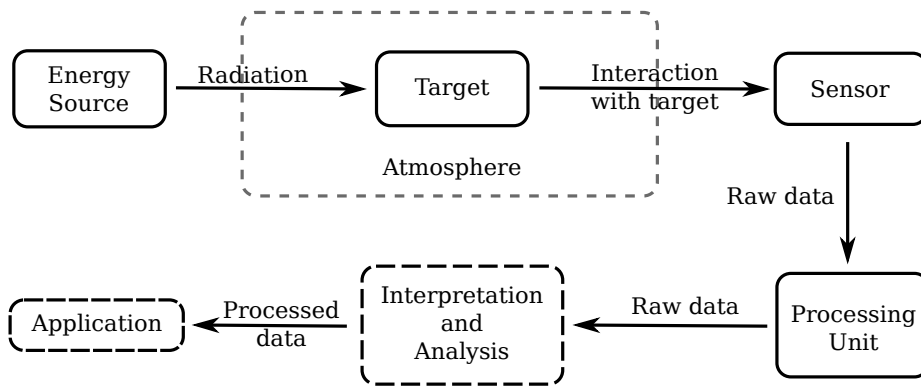 Energy
Source
Radiation
Target
Interaction
with target
Sensor
Atmosphere
Raw data
Processing
Unit
Raw data
Interpretation
and
Analysis
Processed
data
Application